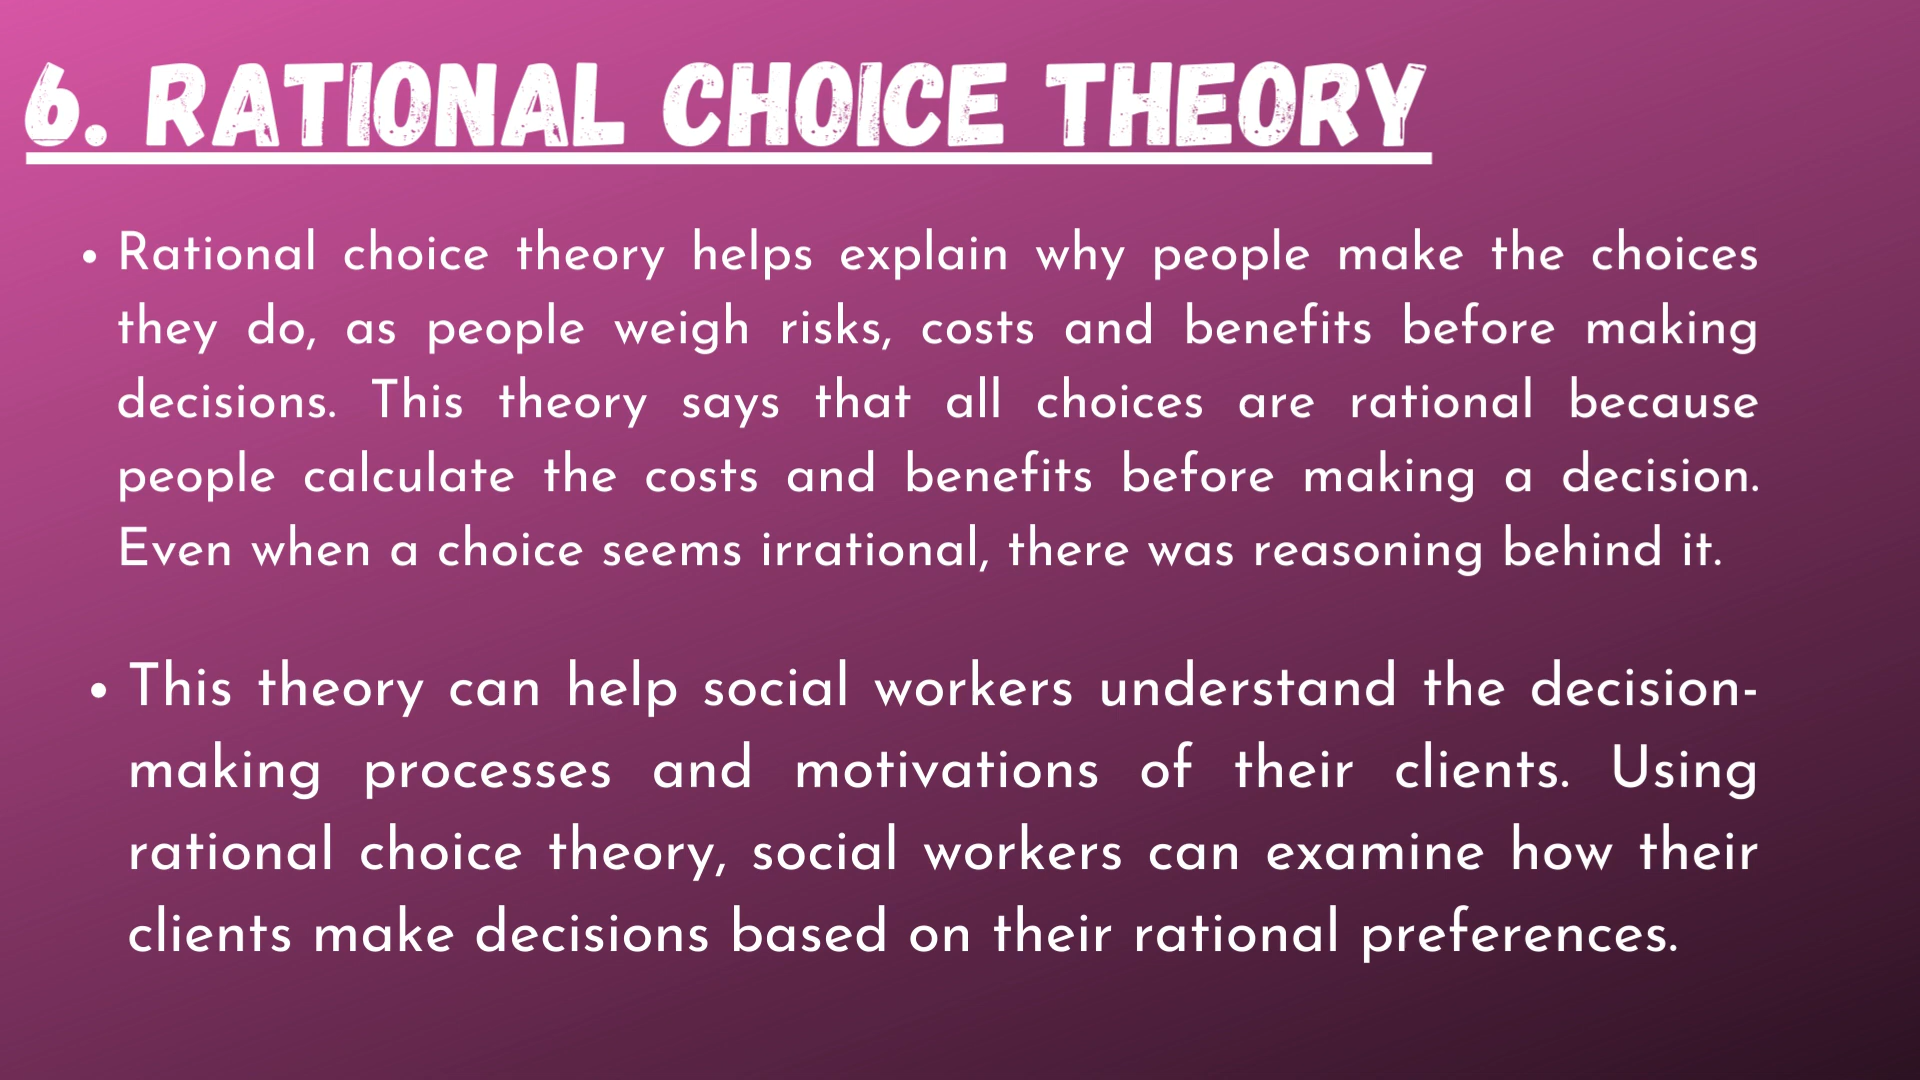 6. RATIONAL CHOICE THEORY
• Rational choice theory helps explain why people make the choices
they do, as people weigh risks, costs and benefits before making
decisions. This theory says that all choices are rational because
people calculate the costs and benefits before making a decision.
Even when a choice seems irrational, there was reasoning behind it.
• This theory can help social workers understand the decision-
making processes and motivations of their clients. Using
rational choice theory, social workers can examine how their
clients make decisions based on their rational preferences.